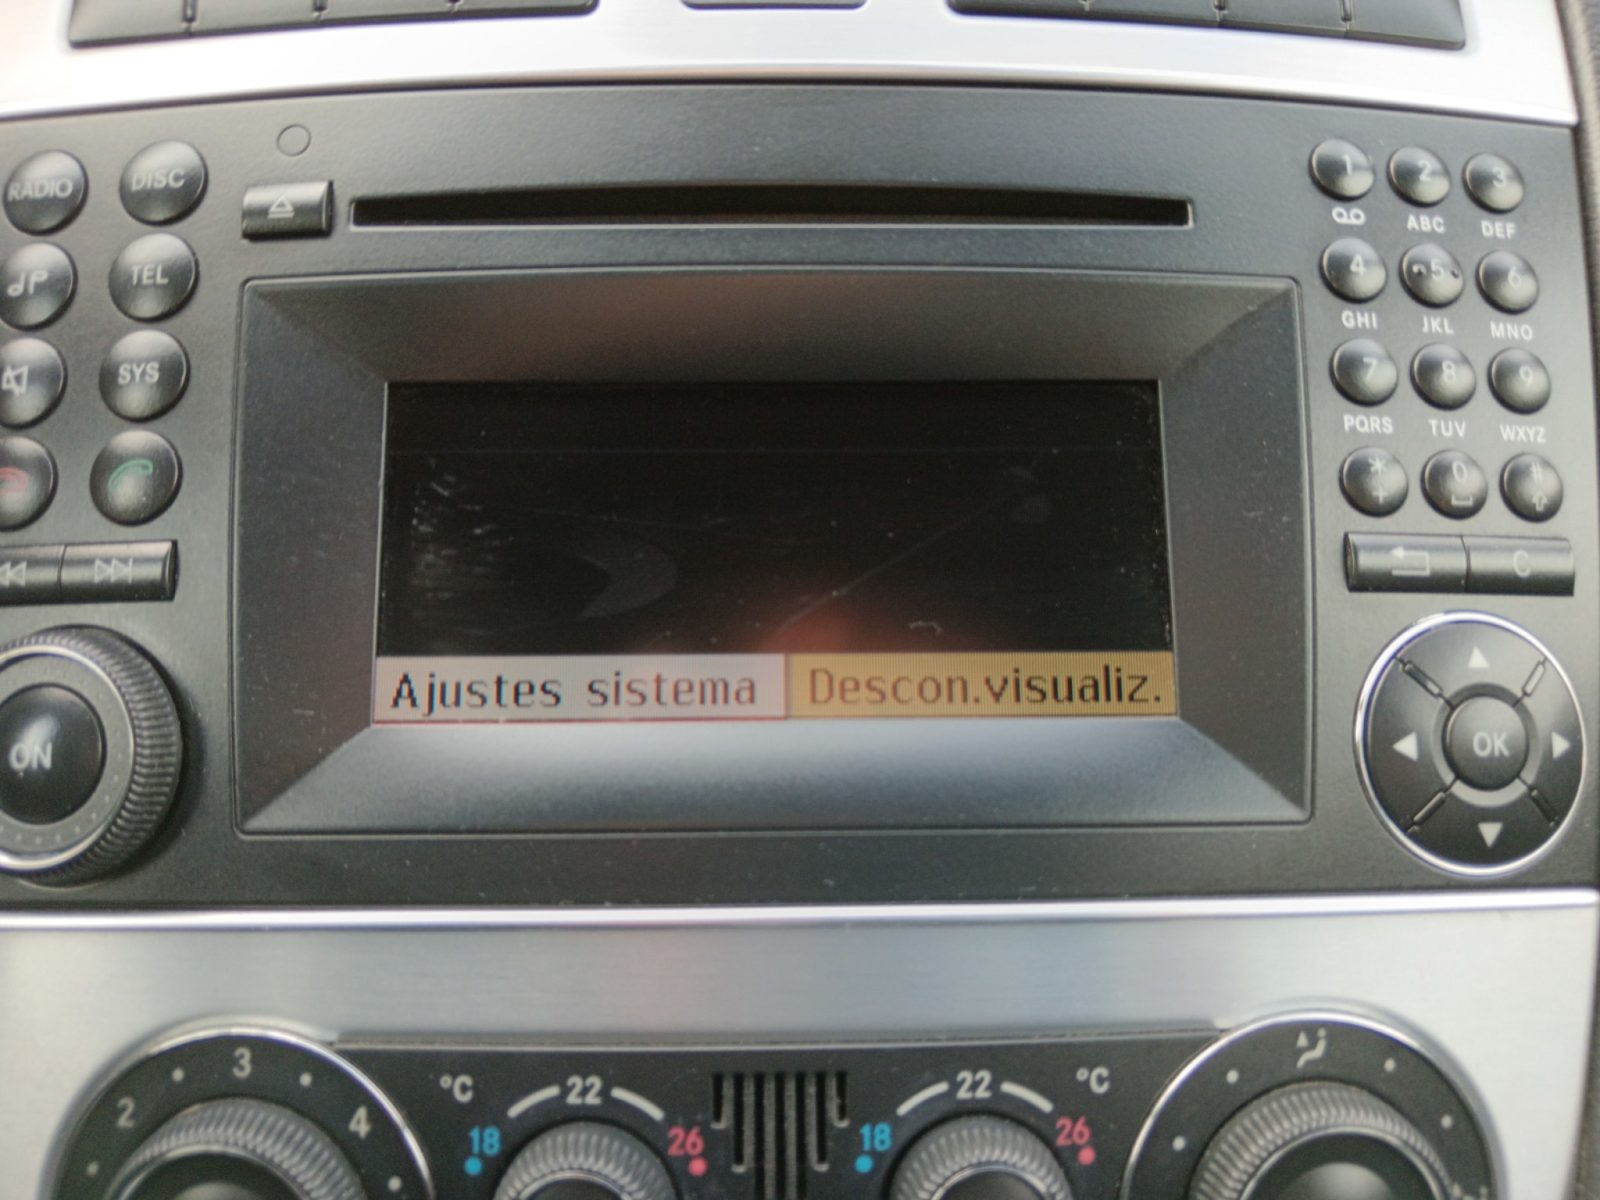 RADIO
DISC
TEL
SYS
ON
1
2
3
ABC
DEF
4
5
6
GHI
JKL
MNO
7
8
9
PQRS
TUV
WXYZ
*
0
#
+
C
OK
Ajustes sistema
Descon.visualiz.
2
3
4
°C
22
18
26
22
°C
18
26